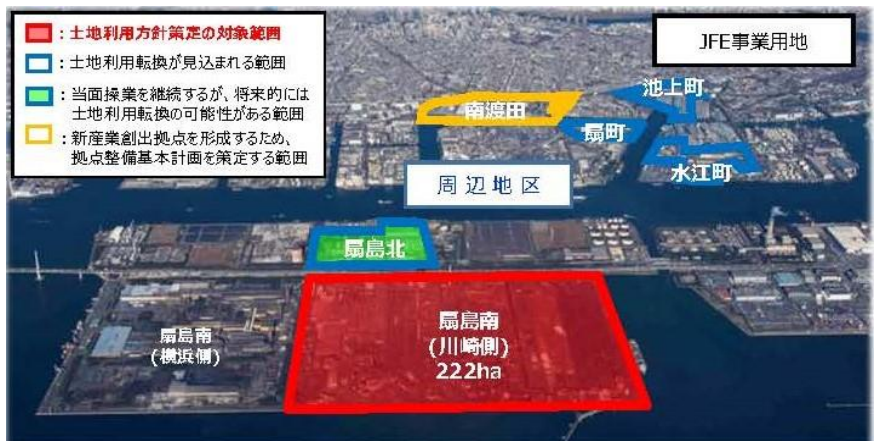 ：土地利用方針策定の対象範囲
：土地利用転換が見込まれる範囲
：当面操業を継続するが、将来的には
土地利用転換の可能性がある範囲
：新産業創出拠点を形成するため、
拠点整備基本計画を策定する範囲
JFE事業用地
池上町
南渡田
扇町
水江町
周辺地区
扇島北
扇島南
(横浜側)
扇島南
(川崎側)
222ha